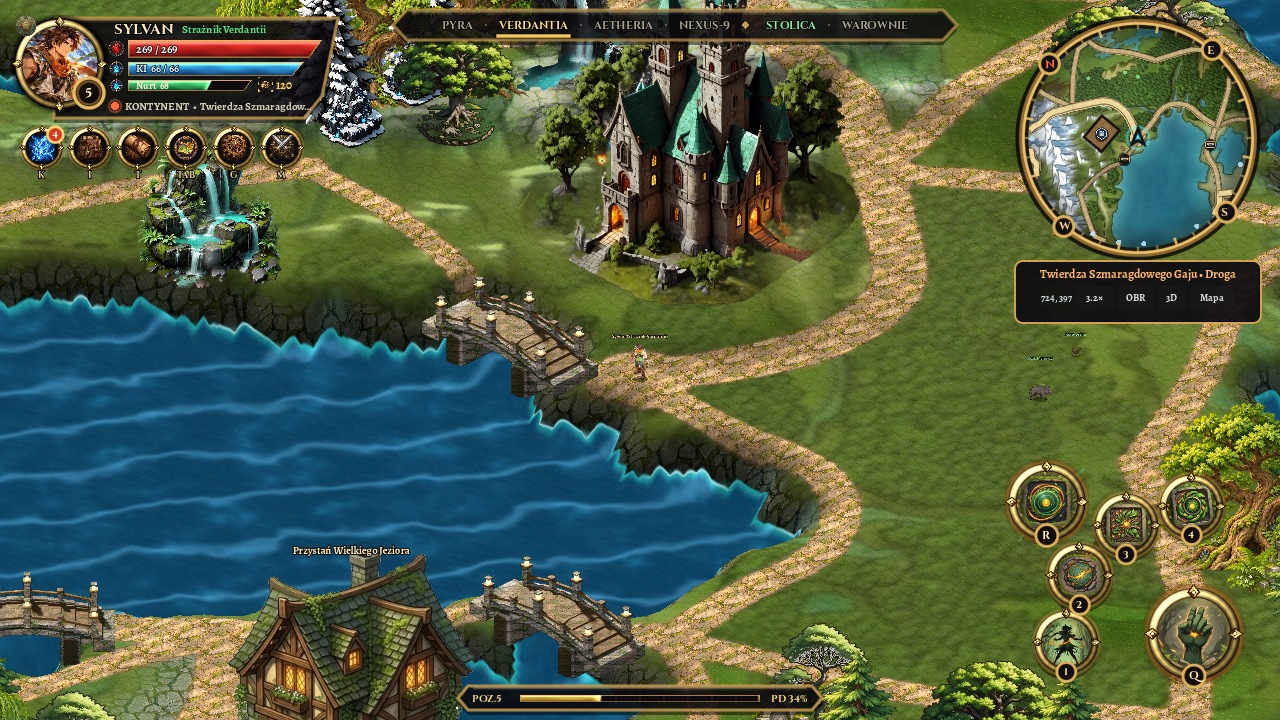 SYLVAN Strażnik Verdantii
269 / 269
KI 66 / 66
Nurt 68
120
5
KONTYNENT • Twierdza Szmaragdow...
4
K I T TAB G M
PYRA · VERDANTIA · AETHERIA · NEXUS-9 ◆ STOLICA · WAROWNIE
N E S W
Twierdza Szmaragdowego Gaju • Droga
724,397 3.2× OBR 3D Mapa
Przystań Wielkiego Jeziora
R
3
4
2
1
Q
POZ.5 PD 34%